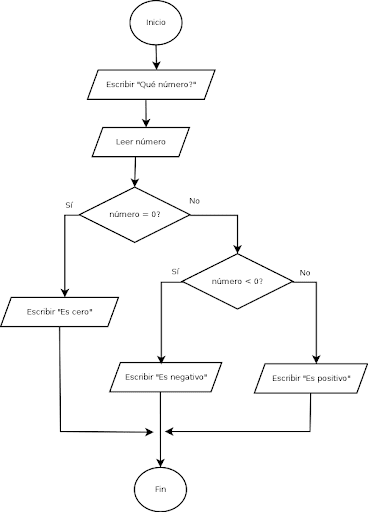 Inicio
Escribir "Qué número?"
Leer número
número = 0?
Sí
No
número < 0?
Sí
No
Escribir "Es cero"
Escribir "Es negativo"
Escribir "Es positivo"
Fin